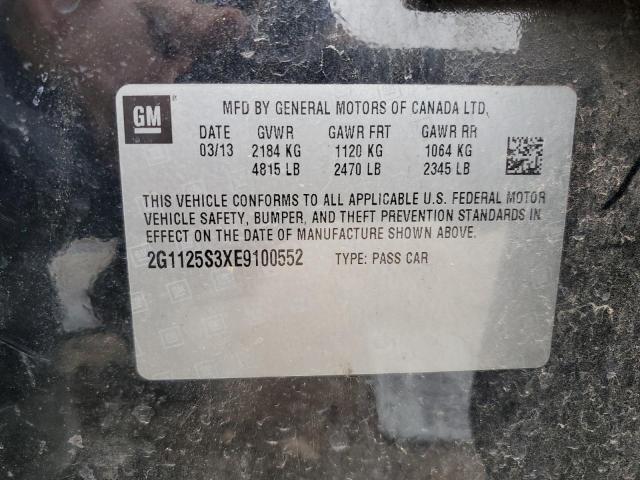 GM
MFD BY GENERAL MOTORS OF CANADA LTD.
DATE GVWR GAWR FRT GAWR RR
03/13 2184 KG 1120 KG 1064 KG
4815 LB 2470 LB 2345 LB
THIS VEHICLE CONFORMS TO ALL APPLICABLE U.S. FEDERAL MOTOR
VEHICLE SAFETY, BUMPER, AND THEFT PREVENTION STANDARDS IN
EFFECT ON THE DATE OF MANUFACTURE SHOWN ABOVE.
2G1125S3XE9100552 TYPE: PASS CAR